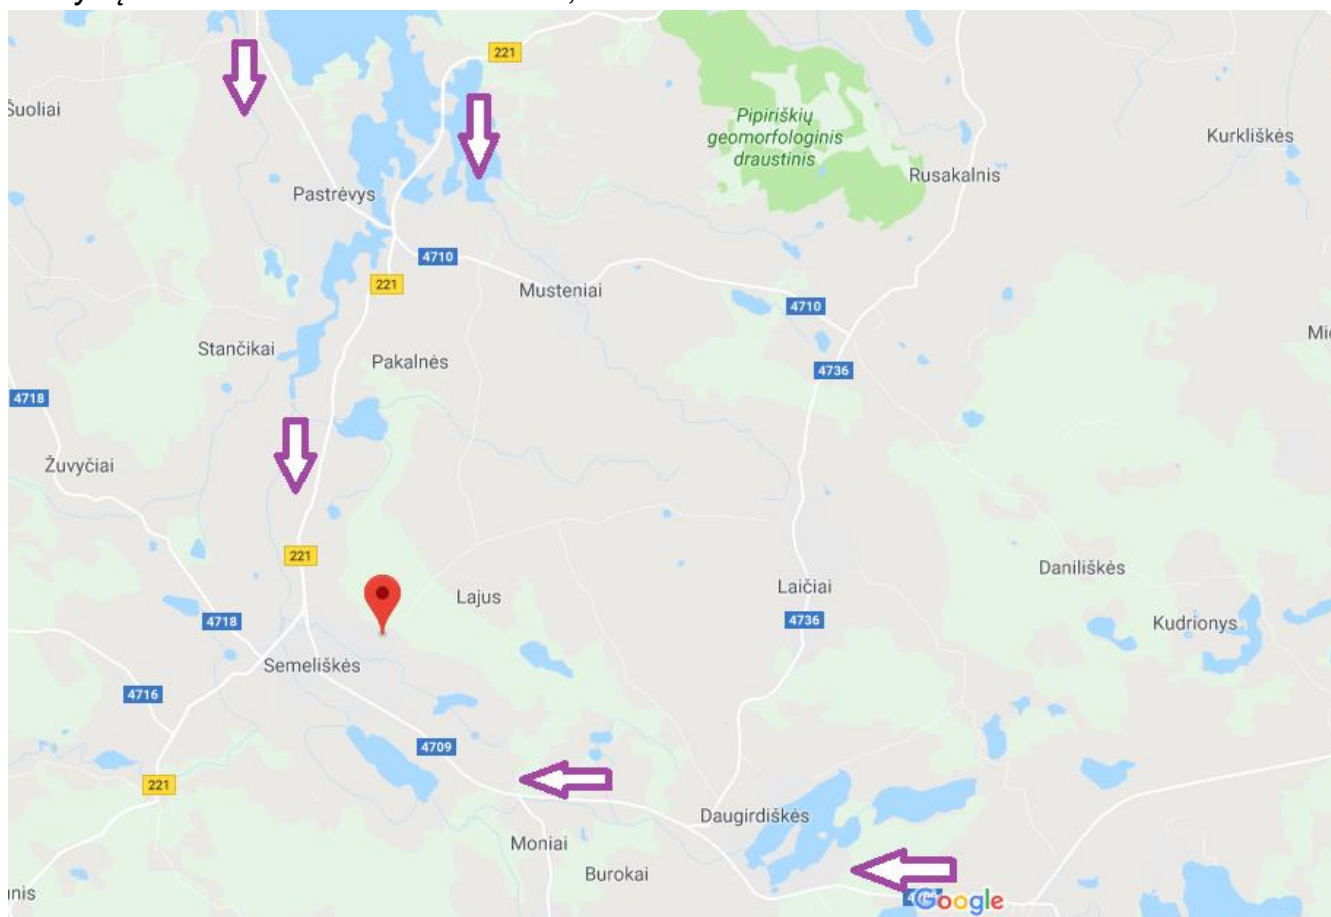 221
Šuoliai
Pipiriškių
geomorfologinis
draustinis
Kurkliškės
Rusakalnis
Pastrėvys
4710
221
Musteniai
4710
Stančikai
Pakalnės
4736
4718
Žuvyčiai
221
Daniliškės
Laičiai
Lajus
4718
4736
Kudrionys
Semeliškės
4716
4709
221
Daugirdiškės
Moniai
Burokai
Google